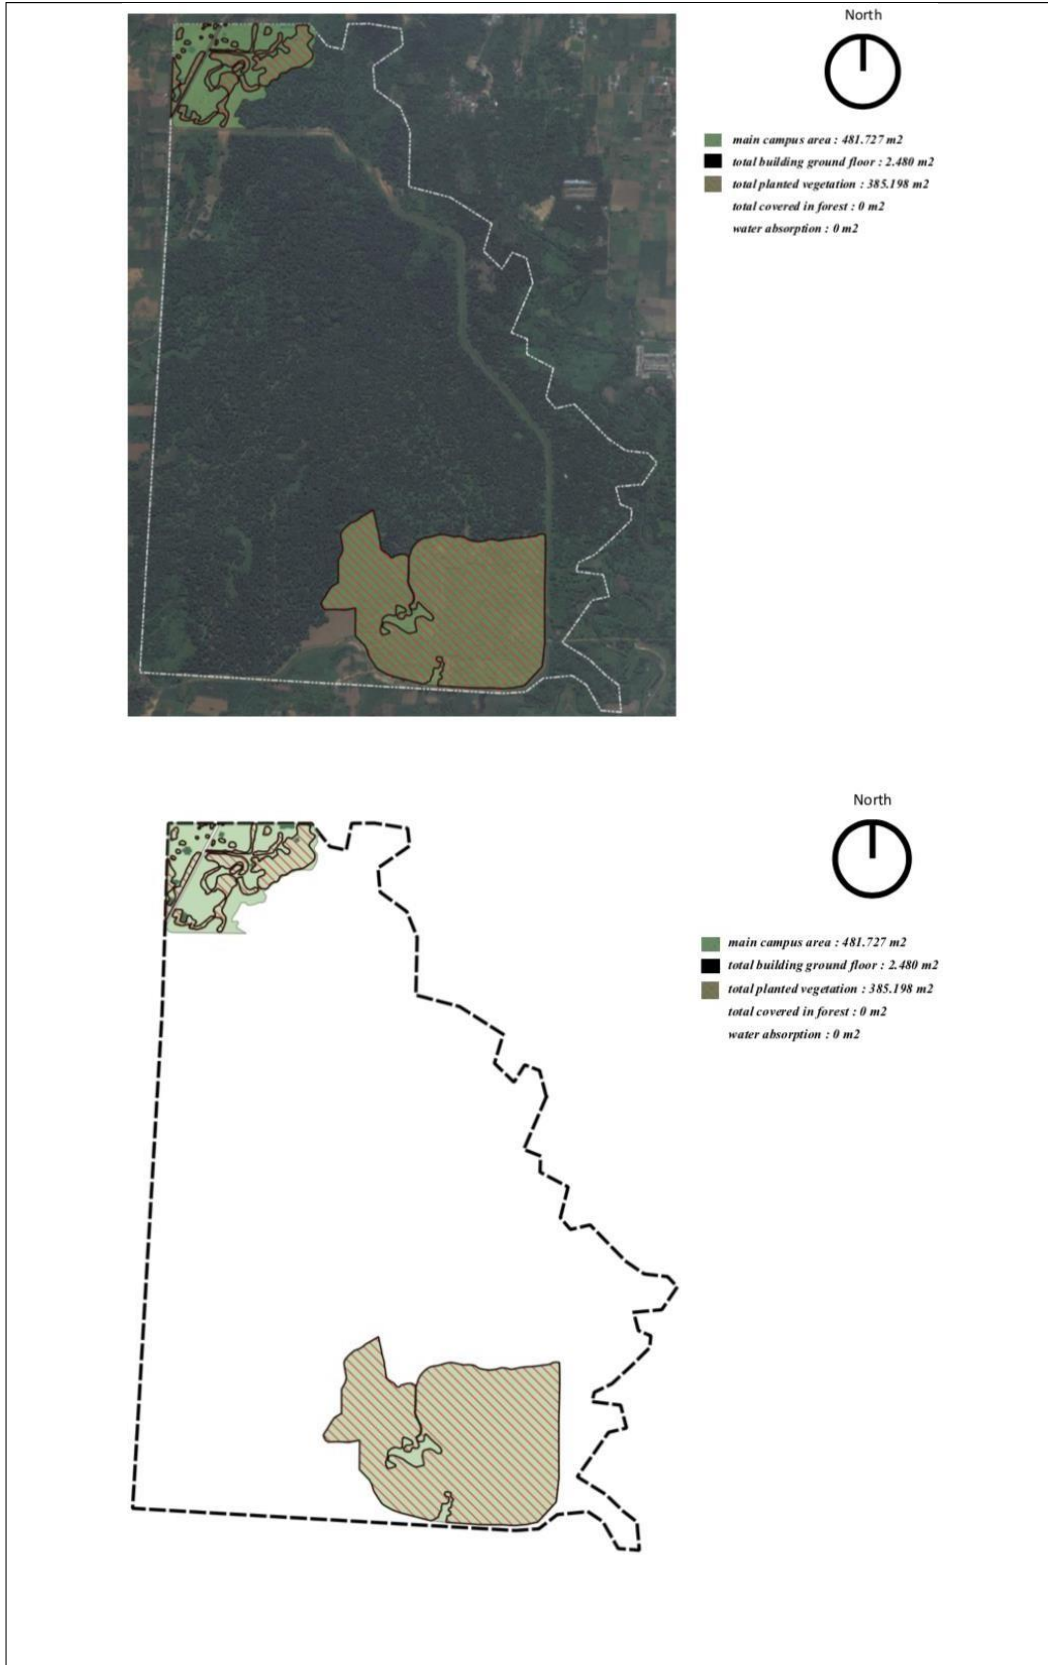 North
main campus area : 481.727 m2
total building ground floor : 2.480 m2
total planted vegetation : 385.198 m2
total covered in forest : 0 m2
water absorption : 0 m2
North
main campus area : 481.727 m2
total building ground floor : 2.480 m2
total planted vegetation : 385.198 m2
total covered in forest : 0 m2
water absorption : 0 m2